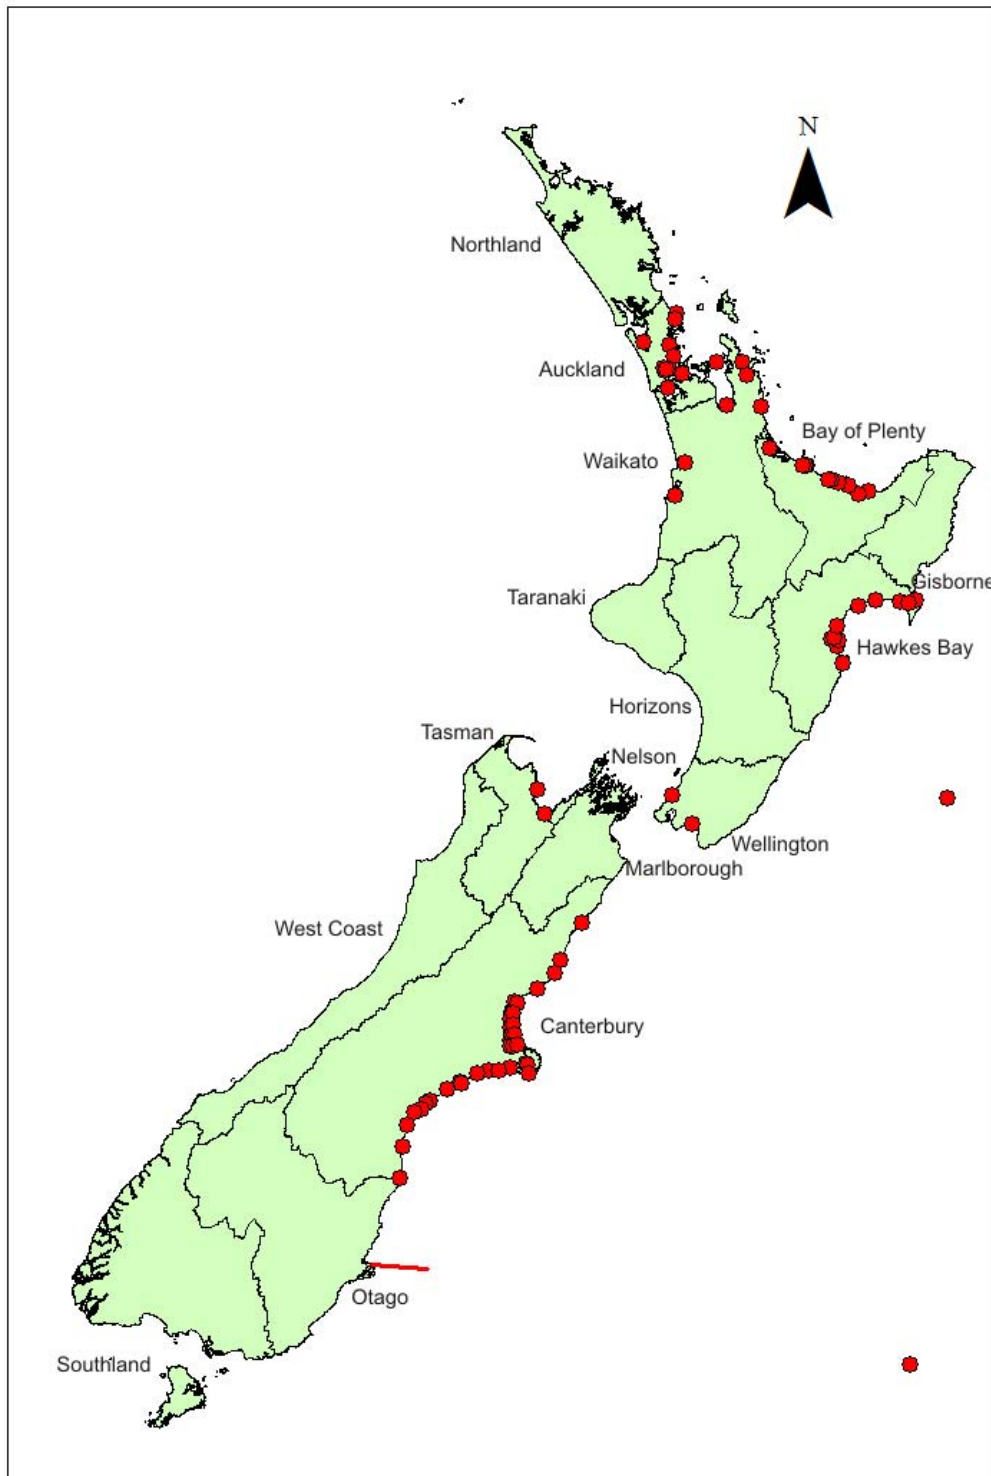 N
Northland
Auckland
Bay of Plenty
Waikato
Gisborne
Taranaki
Hawkes Bay
Horizons
Tasman
Nelson
Wellington
Marlborough
West Coast
Canterbury
Otago
Southland